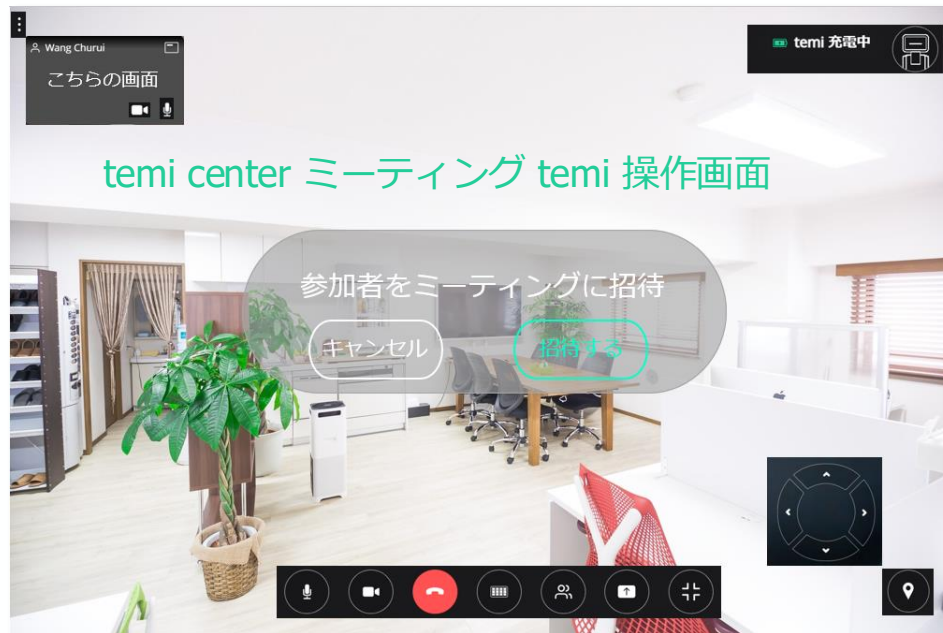 Wang Churui
こちらの画面
temi 充電中
temi center ミーティング temi 操作画面
参加者をミーティングに招待
キャンセル
招待する